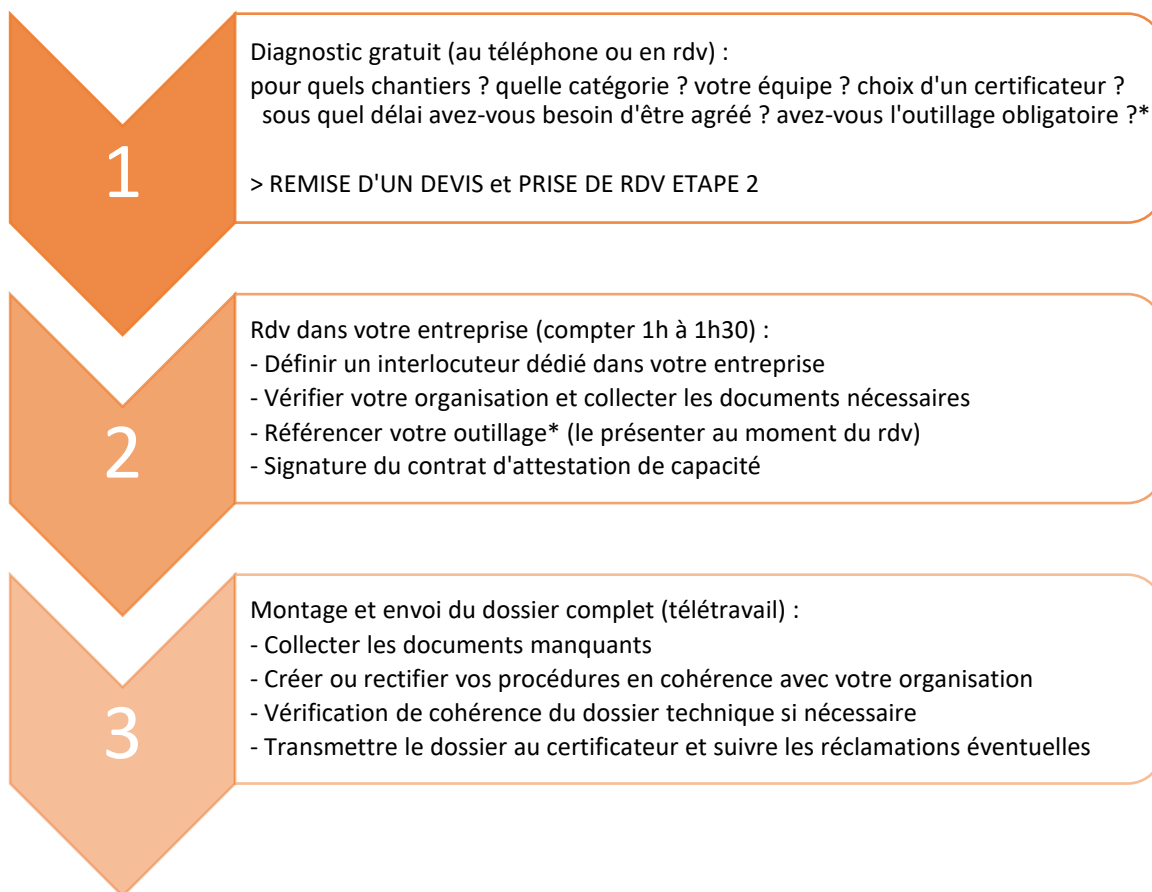 1
Diagnostic gratuit (au téléphone ou en rdv) :
pour quels chantiers ? quelle catégorie ? votre équipe ? choix d'un certificateur ?
sous quel délai avez-vous besoin d'être agréé ? avez-vous l'outillage obligatoire ?*
> REMISE D'UN DEVIS et PRISE DE RDV ETAPE 2
2
Rdv dans votre entreprise (compter 1h à 1h30) :
- Définir un interlocuteur dédié dans votre entreprise
- Vérifier votre organisation et collecter les documents nécessaires
- Référencer votre outillage* (le présenter au moment du rdv)
- Signature du contrat d'attestation de capacité
3
Montage et envoi du dossier complet (télétravail) :
- Collecter les documents manquants
- Créer ou rectifier vos procédures en cohérence avec votre organisation
- Vérification de cohérence du dossier technique si nécessaire
- Transmettre le dossier au certificateur et suivre les réclamations éventuelles